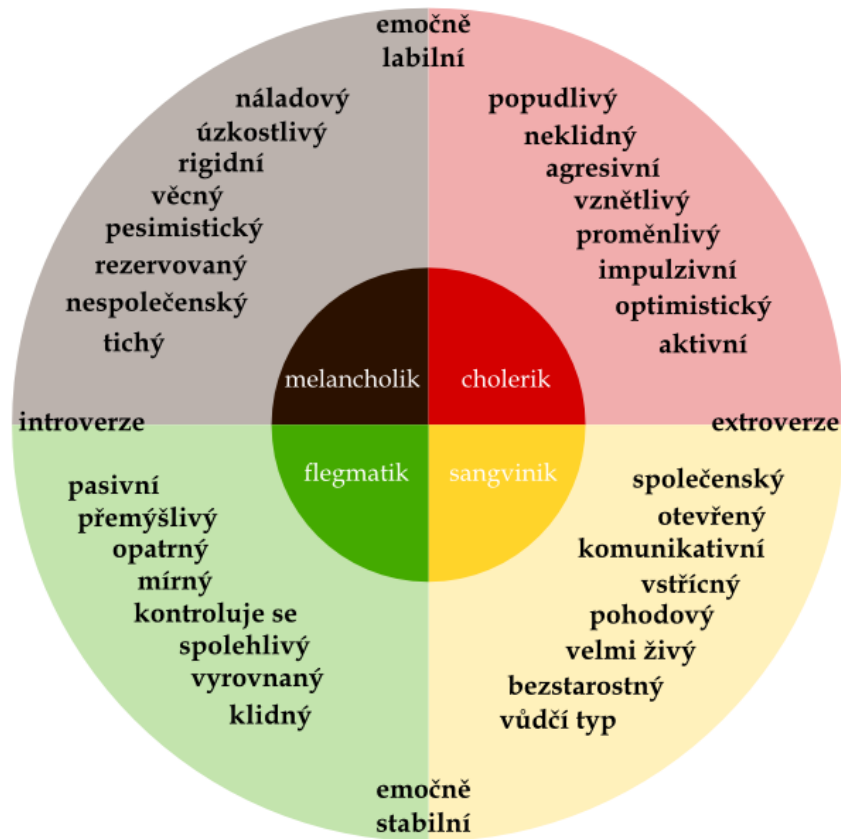 emočně
labilní
náladový
úzkostlivý
rigidní
věcný
pesimistický
rezervovaný
nespolečenský
tichý
popudlivý
neklidný
agresivní
vznětlivý
proměnlivý
impulzivní
optimistický
aktivní
melancholik
cholerik
introverze
extroverze
flegmatik
sangvinik
pasivní
přemýšlivý
opatrný
mírný
kontroluje se
spolehlivý
vyrovnaný
klidný
společenský
otevřený
komunikativní
vstřícný
pohodový
velmi živý
bezstarostný
vůdčí typ
emočně
stabilní